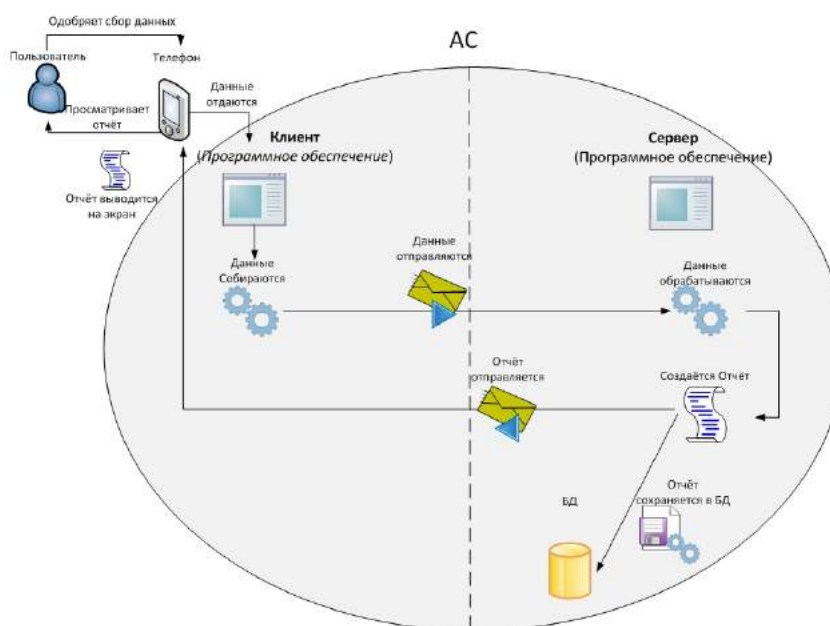 Одобряет сбор данных
АС
Пользователь
Телефон
Данные
отдаются
Просматривает
отчёт
Отчёт выводится
на экран
Клиент
(Программное обеспечение)
Сервер
(Программное обеспечение)
Данные
Собираются
Данные
отправляются
Данные
обрабатываются
Отчёт
отправляется
Создаётся Отчёт
БД
Отчёт
сохраняется в БД